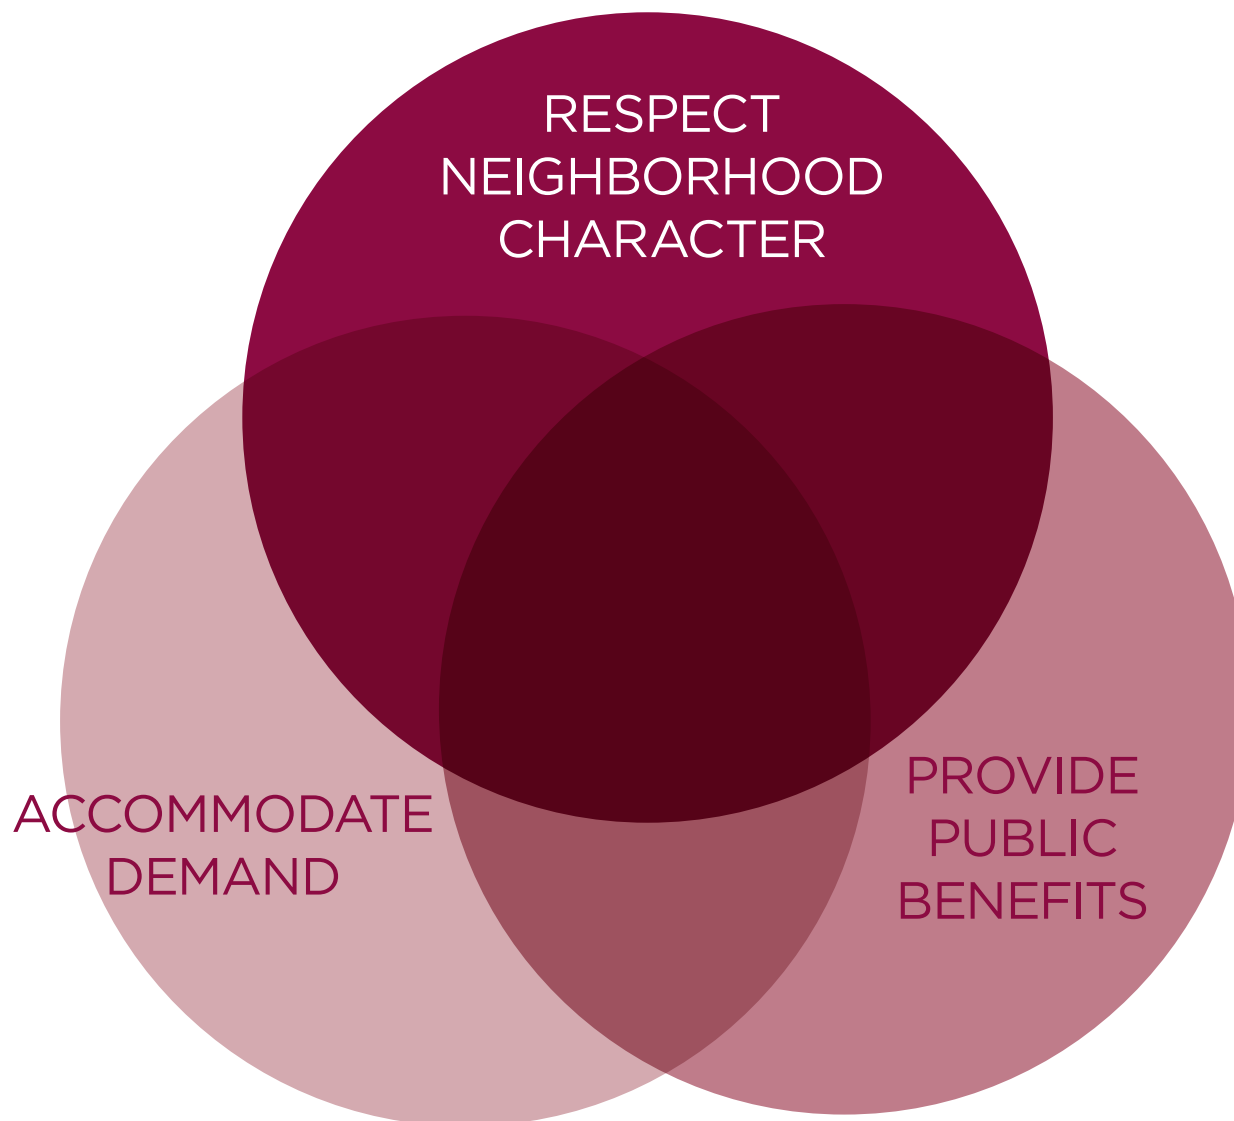 RESPECT
NEIGHBORHOOD
CHARACTER
ACCOMMODATE
DEMAND
PROVIDE
PUBLIC
BENEFITS